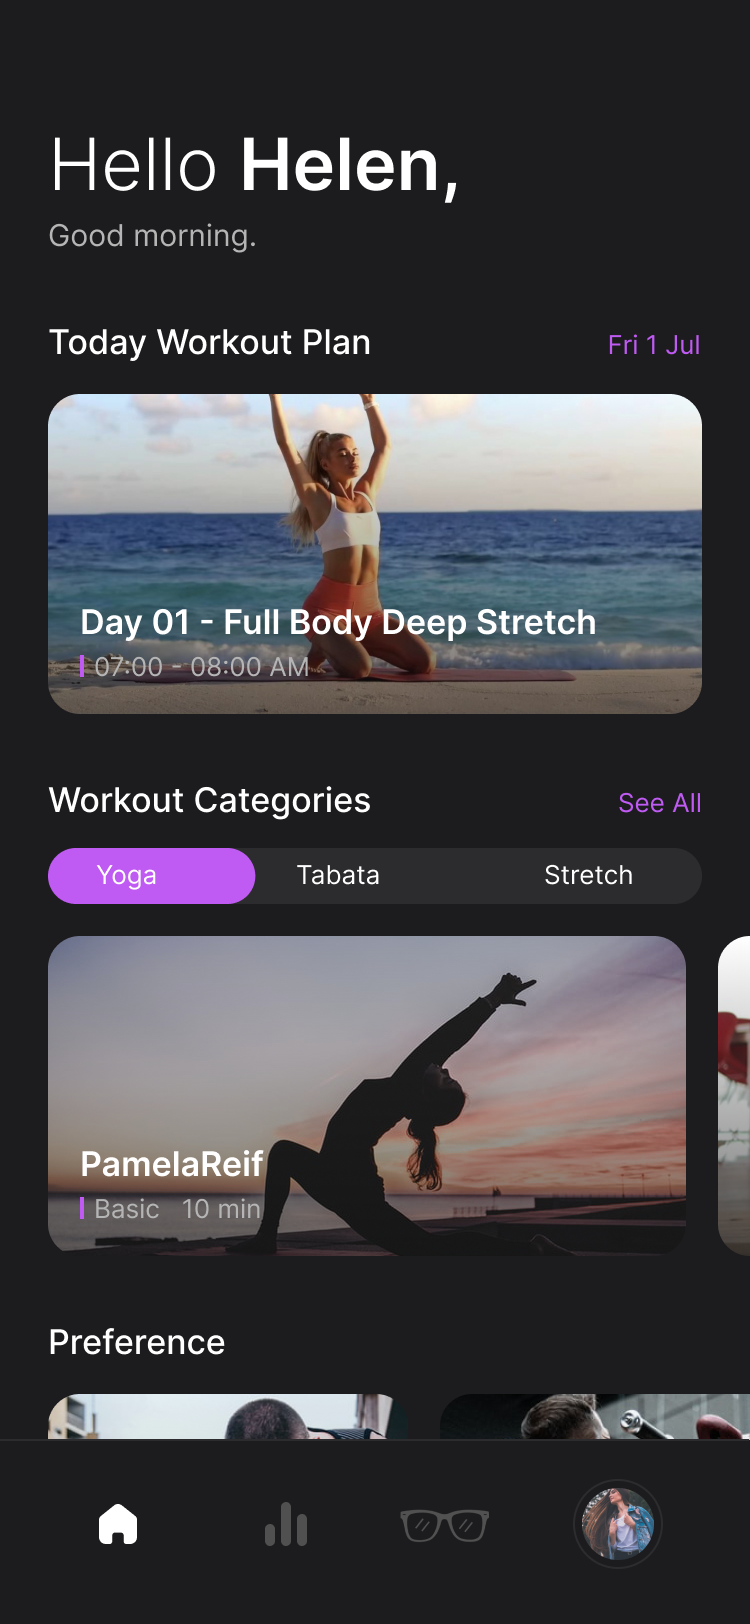 Hello Helen,
Good morning.
Today Workout Plan
Fri 1 Jul
Day 01 - Full Body Deep Stretch
07:00 - 08:00 AM
Workout Categories
See All
Yoga Tabata Stretch
PamelaReif
Basic 10 min
Preference